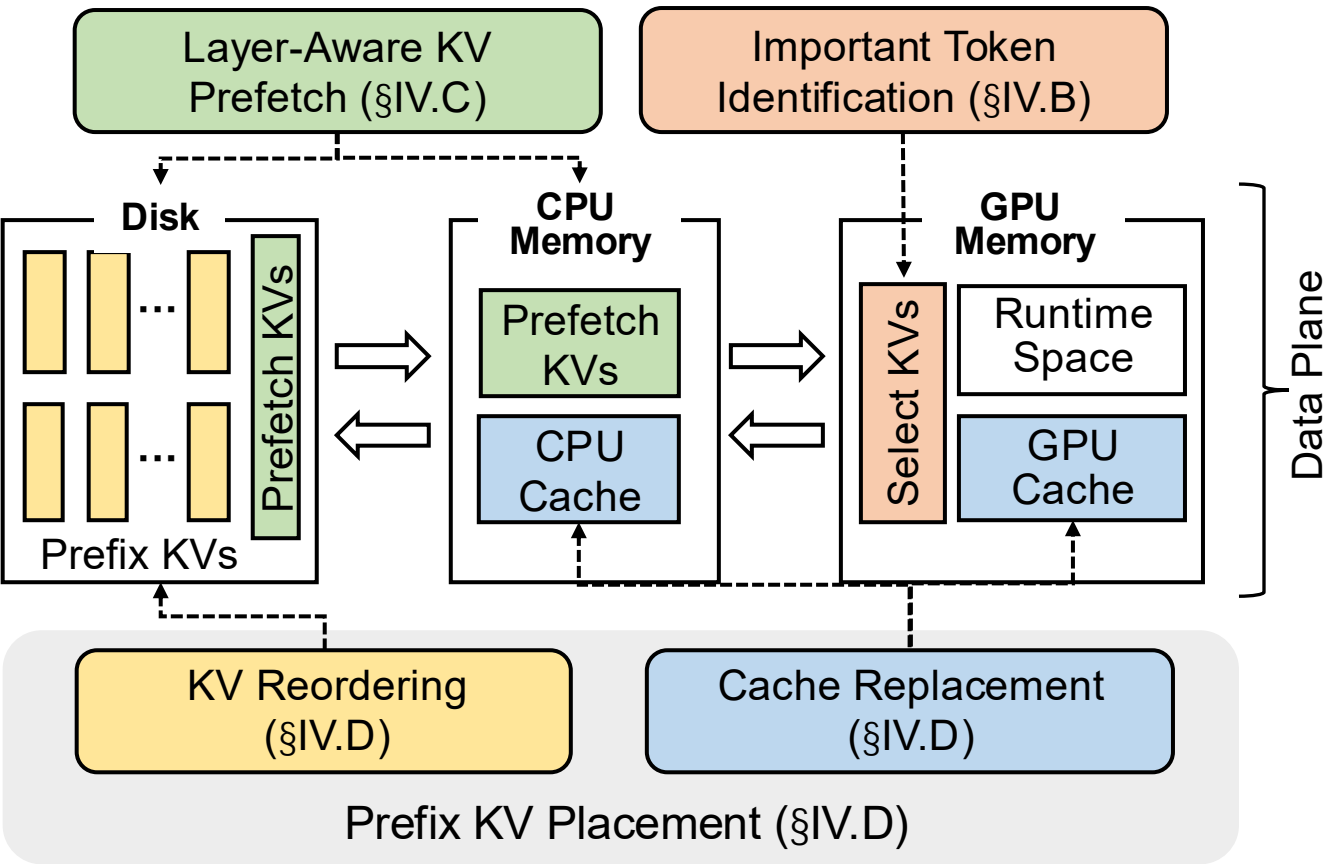 Layer-Aware KV
Prefetch (§IV.C)
Important Token
Identification (§IV.B)
Disk
CPU
Memory
GPU
Memory
...
...
Prefix KVs
Prefetch KVs
Prefetch
KVs
CPU
Cache
Select KVs
Runtime
Space
GPU
Cache
Data Plane
KV Reordering
(§IV.D)
Cache Replacement
(§IV.D)
Prefix KV Placement (§IV.D)